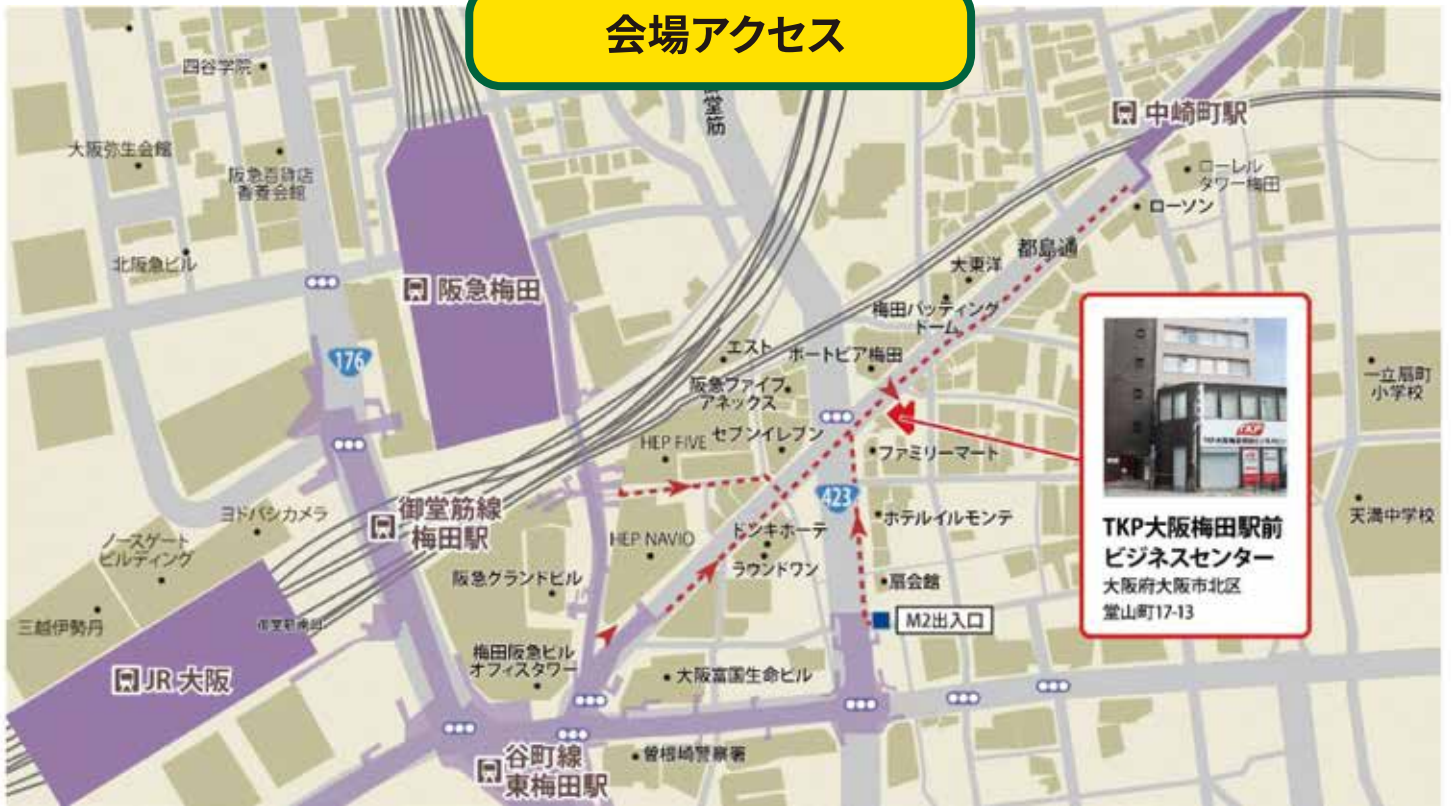 会場アクセス
四谷学院
堂筋
中崎町駅
大阪弥生会館
阪急百貨店
香養会館
ローレル
タワー梅田
ローソン
都島通
北阪急ビル
大東洋
阪急梅田
梅田バッティング
ドーム
176
エスト
ボートピア梅田
阪急ファイブ
アネックス
一立扇町
小学校
HEP FIVE
セブンイレブン
ファミリーマート
TKP
423
御堂筋線
梅田駅
ヨドバシカメラ
ノースゲート
ビルディング
HEP NAVIO
ドンキホーテ
ラウンドワン
ホテルイルモンテ
天満中学校
TKP大阪梅田駅前
ビジネスセンター
大阪府大阪市北区
堂山町17-13
阪急グランドビル
扇会館
M2出入口
三越伊勢丹
御堂筋南口
JR 大阪
梅田阪急ビル
オフィスタワー
大阪富国生命ビル
谷町線
東梅田駅
曽根崎警察署